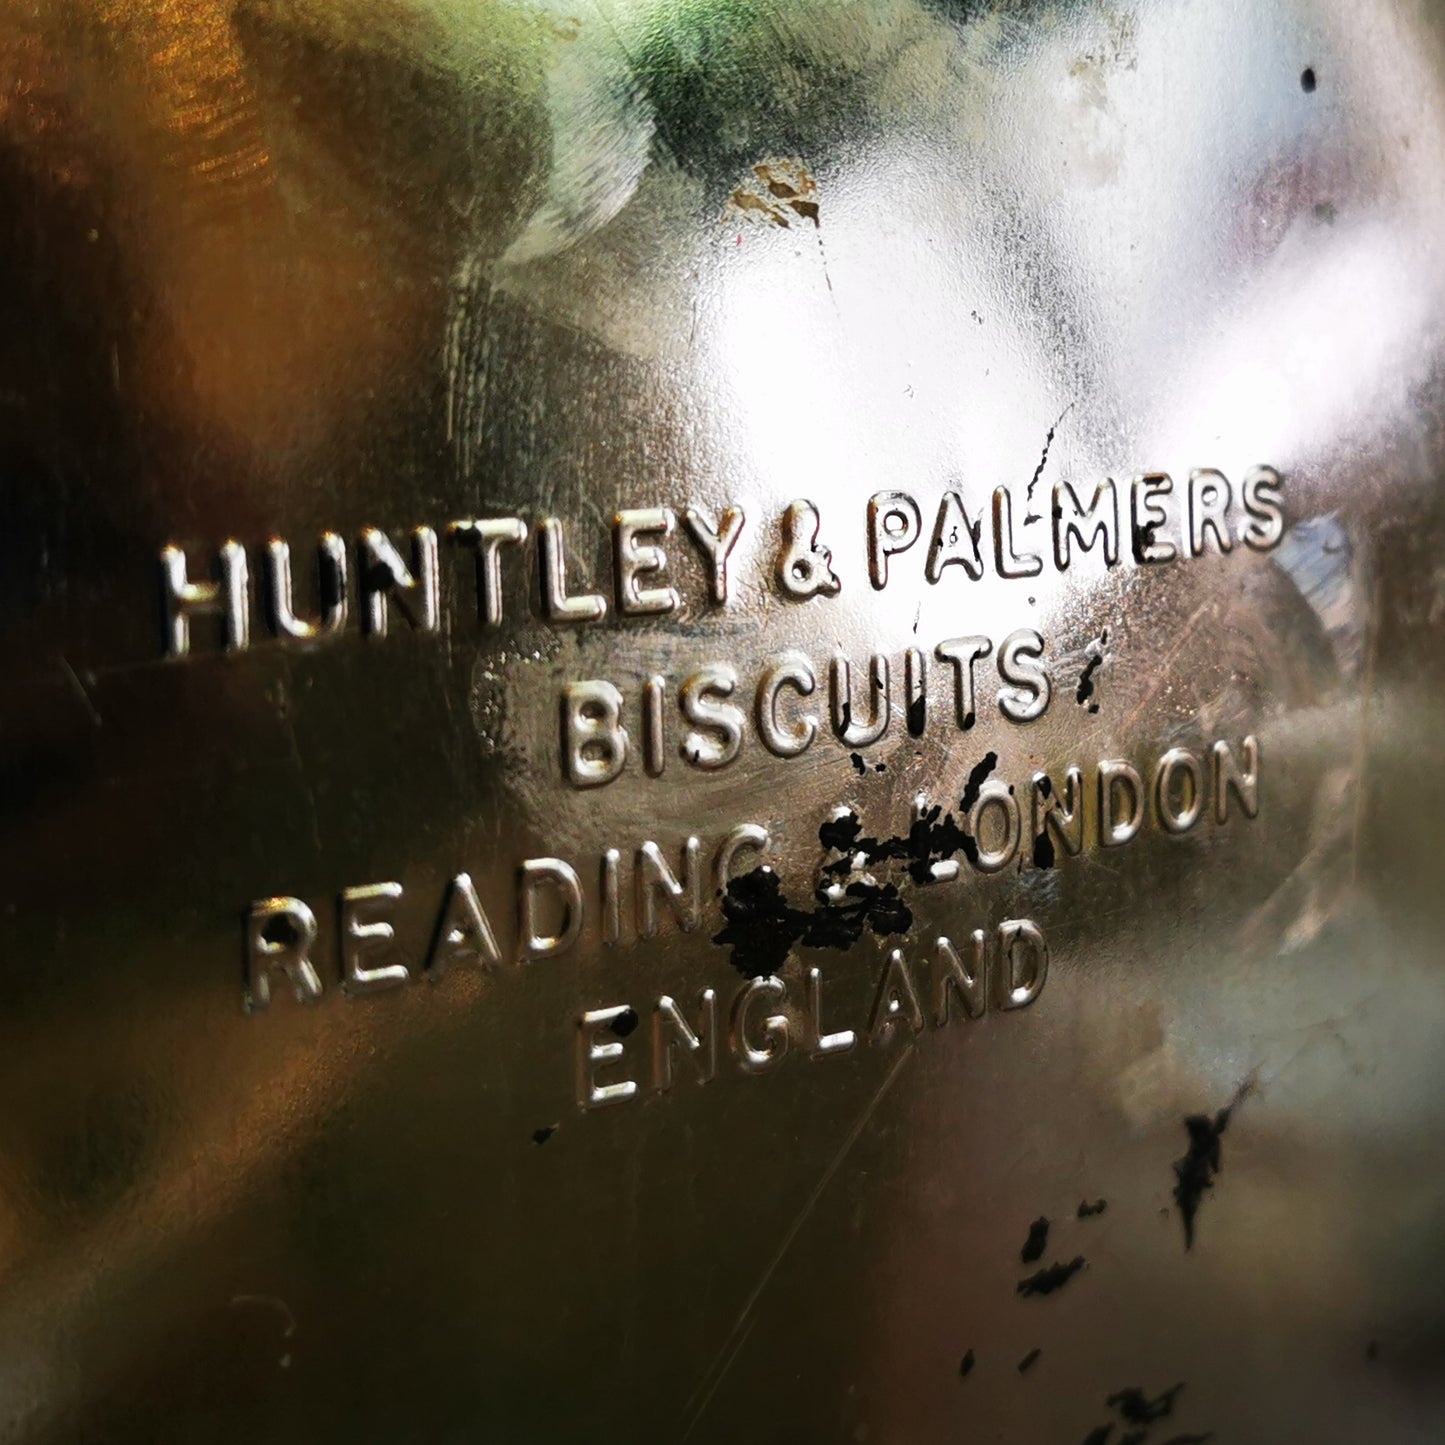 HUNTLEY & PALMERS
BISCUITS
READING & LONDON
ENGLAND